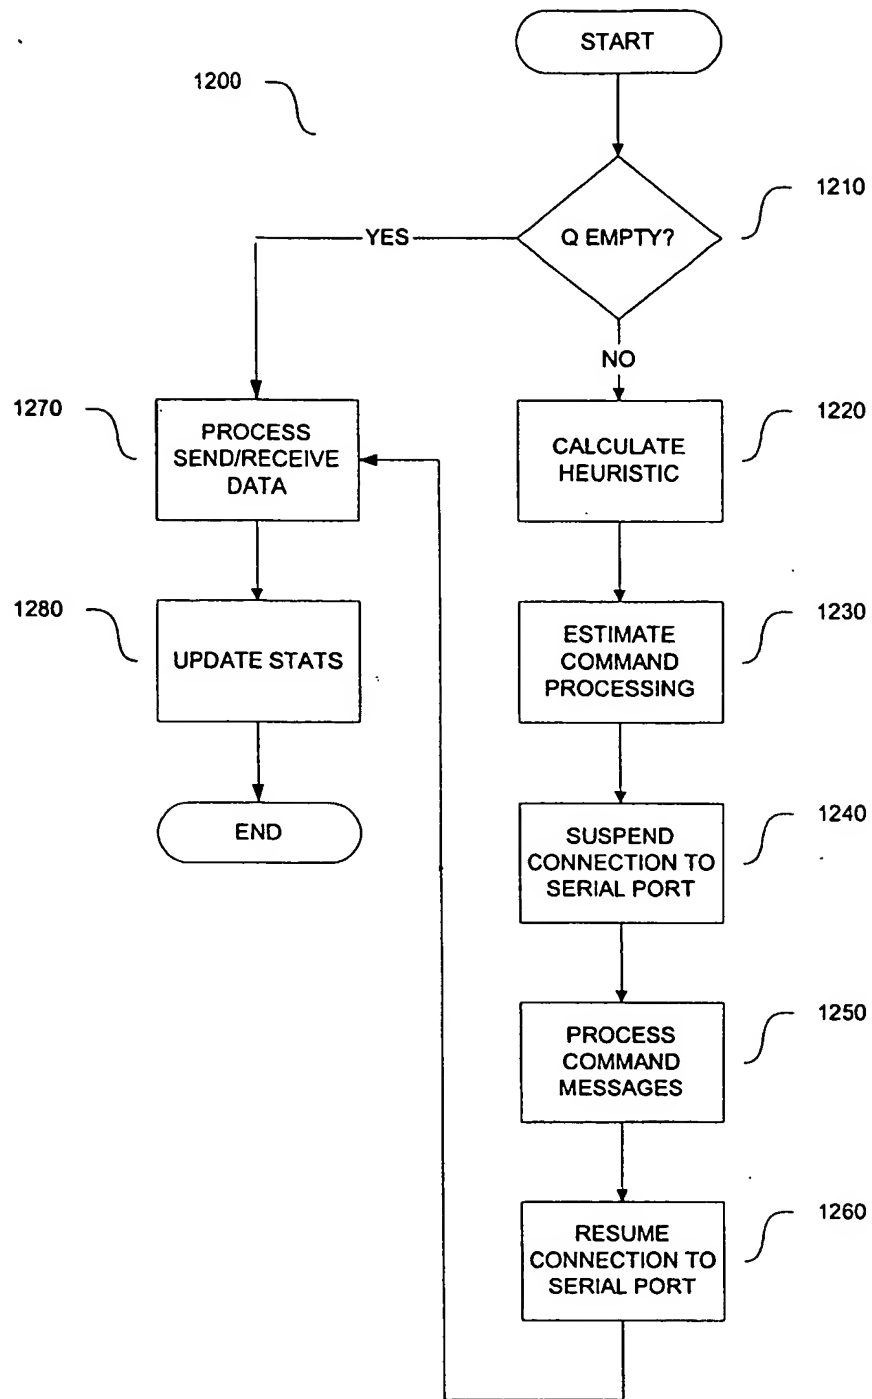 START
1200
1210
Q EMPTY?
YES
NO
1270
PROCESS
SEND/RECEIVE
DATA
1220
CALCULATE
HEURISTIC
1280
UPDATE STATS
1230
ESTIMATE
COMMAND
PROCESSING
END
1240
SUSPEND
CONNECTION TO
SERIAL PORT
1250
PROCESS
COMMAND
MESSAGES
1260
RESUME
CONNECTION TO
SERIAL PORT